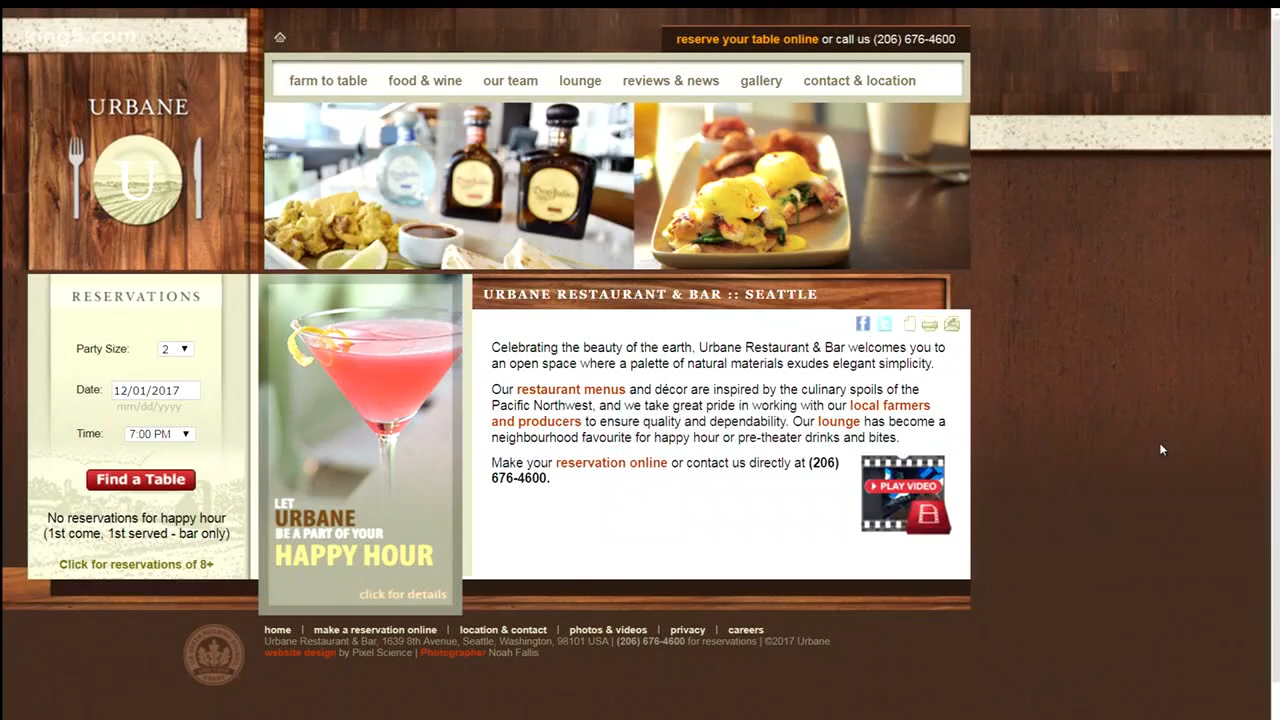 king5.com
reserve your table online or call us (206) 676-4600
farm to table food & wine our team lounge reviews & news gallery contact & location
URBANE
U
Don Julio
RESERVATIONS
Party Size: 2
Date: 12/01/2017
mm/dd/yyyy
Time: 7:00 PM
Find a Table
No reservations for happy hour
(1st come, 1st served - bar only)
Click for reservations of 8+
LET
URBANE
BE A PART OF YOUR
HAPPY HOUR
click for details
URBANE RESTAURANT & BAR :: SEATTLE
Celebrating the beauty of the earth, Urbane Restaurant & Bar welcomes you to
an open space where a palette of natural materials exudes elegant simplicity.
Our restaurant menus and décor are inspired by the culinary spoils of the
Pacific Northwest, and we take great pride in working with our local farmers
and producers to ensure quality and dependability. Our lounge has become a
neighbourhood favourite for happy hour or pre-theater drinks and bites.
Make your reservation online or contact us directly at (206)
676-4600.
PLAY VIDEO
home | make a reservation online | location & contact | photos & videos | privacy | careers
Urbane Restaurant & Bar, 1639 8th Avenue, Seattle, Washington, 98101 USA | (206) 676-4600 for reservations | ©2017 Urbane
website design by Pixel Science | Photographer Noah Fallis